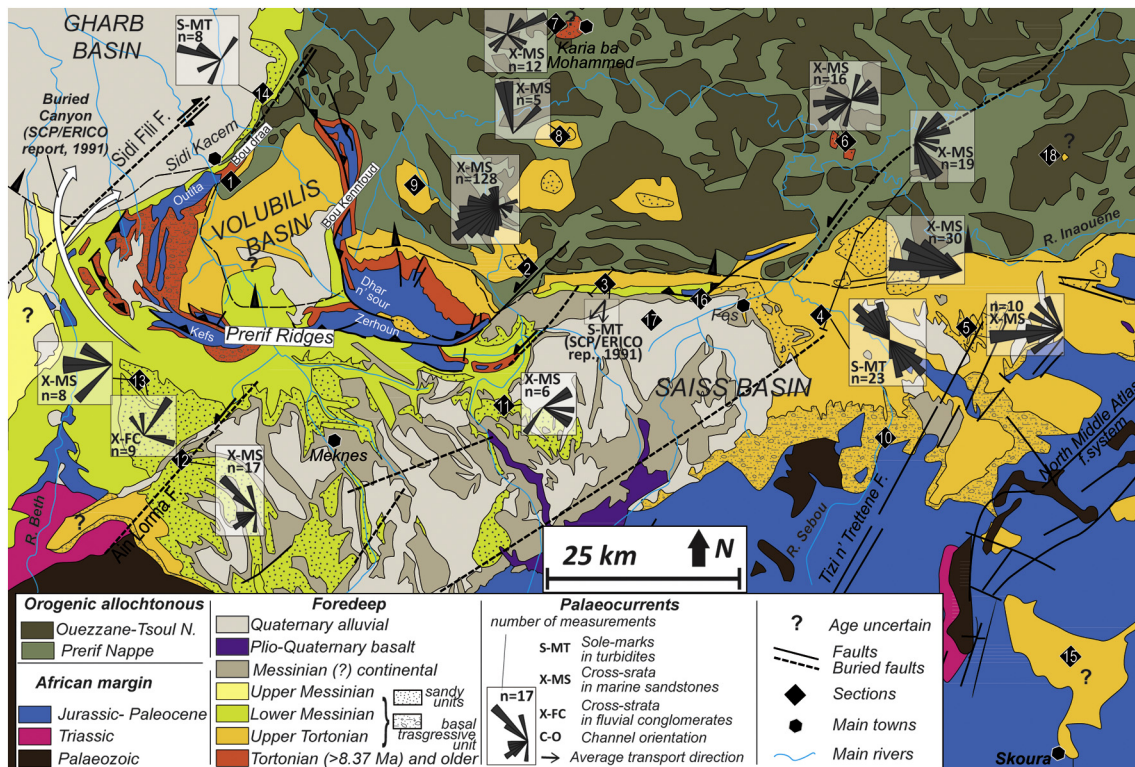 GHARB
BASIN
S-MT
n=8
Buried
Canyon
(SCP/ERICO
report, 1991)
Sidi Fili F.
Sidi Kacem
14
Bou draa
1
Outita
VOLUBILIS
BASIN
?
Bou Kennfoud
X-MS
n=12
7
?
Karia ba
Mohammed
X-MS
n=5
8
9
X-MS
n=128
X-MS
n=16
6
X-MS
n=19
18
?
X-MS
n=30
R. Inaouene
2
3
16
Fes
17
S-MT
(SCP/ERICO
rep., 1991)
4
5
n=10
X-MS
S-MT
n=23
Dhar
n' sour
Zerhoun
Kefs
Prerif Ridges
SAISS BASIN
?
X-MS
n=8
13
X-FC
n=9
12
X-MS
n=17
X-MS
n=6
11
Meknes
10
North Middle Atlas
f.system
R. Beth
?
Ain Lorma F.
R. Sebou
Tizi n' Trettene F.
25 km
N
15
?
Skoura
Orogenic allochtonous
Ouezzane-Tsoul N.
Prerif Nappe
African margin
Jurassic- Paleocene
Triassic
Palaeozoic
Foredeep
Quaternary alluvial
Plio-Quaternary basalt
Messinian (?) continental
Upper Messinian
Lower Messinian
Upper Tortonian
Tortonian (>8.37 Ma) and older
sandy
units
basal
trasgressive
unit
Palaeocurrents
number of measurements
n=17
S-MT
Sole-marks
in turbidites
X-MS
Cross-srata
in marine sandstones
X-FC
Cross-strata
in fluvial conglomerates
C-O
Channel orientation
Average transport direction
?
Age uncertain
Faults
Buried faults
Sections
Main towns
Main rivers